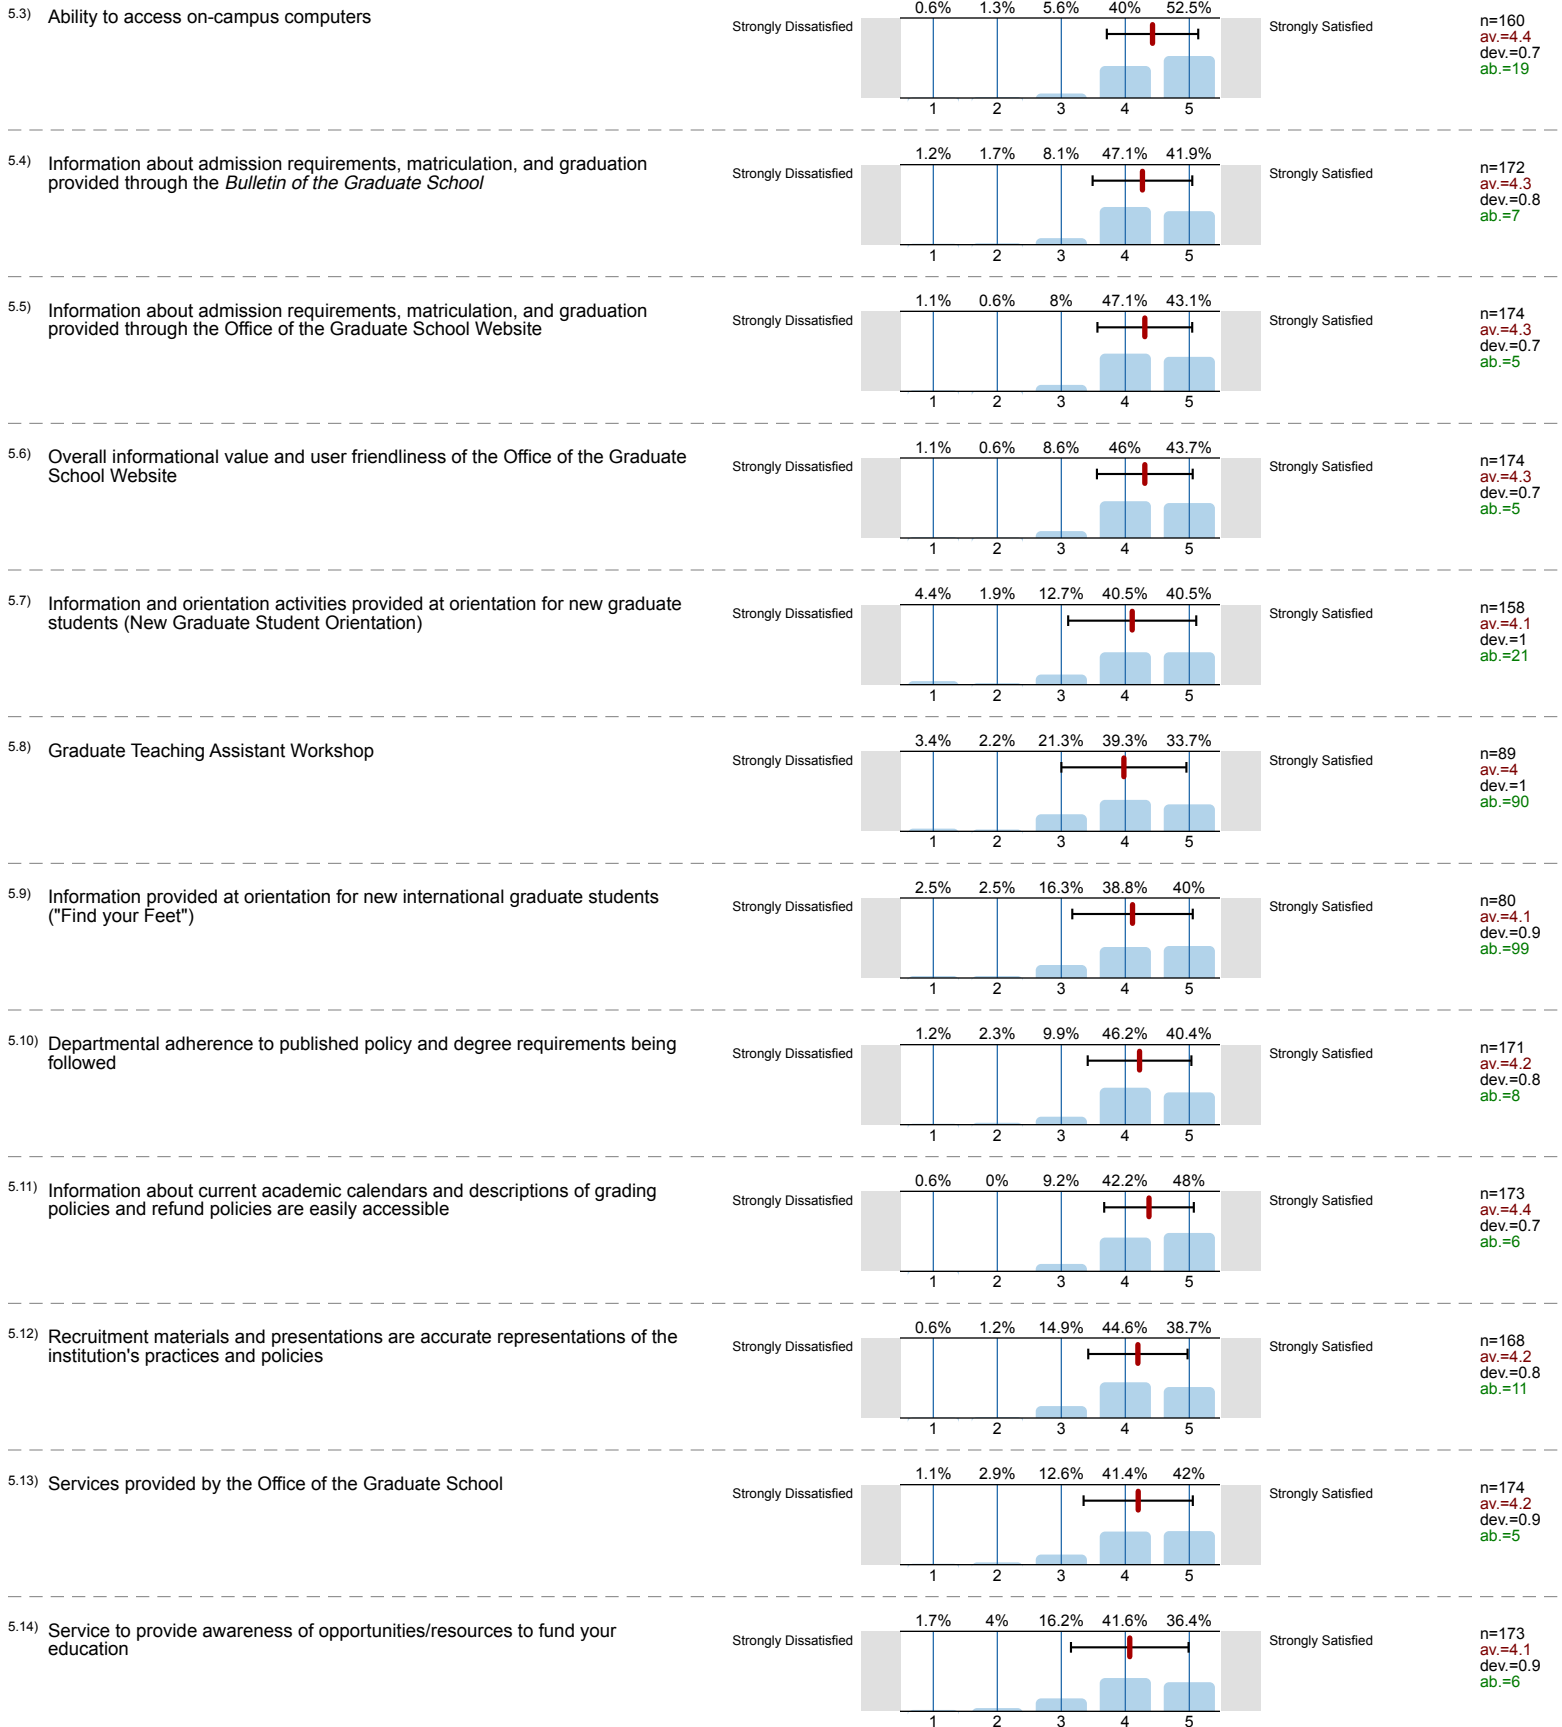 5.3) Ability to access on-campus computers
Strongly Dissatisfied
0.6% 1.3% 5.6% 40% 52.5%
1 2 3 4 5
Strongly Satisfied
n=160
av.=4.4
dev.=0.7
ab.=19
5.4) Information about admission requirements, matriculation, and graduation
provided through the Bulletin of the Graduate School
Strongly Dissatisfied
1.2% 1.7% 8.1% 47.1% 41.9%
1 2 3 4 5
Strongly Satisfied
n=172
av.=4.3
dev.=0.8
ab.=7
5.5) Information about admission requirements, matriculation, and graduation
provided through the Office of the Graduate School Website
Strongly Dissatisfied
1.1% 0.6% 8% 47.1% 43.1%
1 2 3 4 5
Strongly Satisfied
n=174
av.=4.3
dev.=0.7
ab.=5
5.6) Overall informational value and user friendliness of the Office of the Graduate
School Website
Strongly Dissatisfied
1.1% 0.6% 8.6% 46% 43.7%
1 2 3 4 5
Strongly Satisfied
n=174
av.=4.3
dev.=0.7
ab.=5
5.7) Information and orientation activities provided at orientation for new graduate
students (New Graduate Student Orientation)
Strongly Dissatisfied
4.4% 1.9% 12.7% 40.5% 40.5%
1 2 3 4 5
Strongly Satisfied
n=158
av.=4.1
dev.=1
ab.=21
5.8) Graduate Teaching Assistant Workshop
Strongly Dissatisfied
3.4% 2.2% 21.3% 39.3% 33.7%
1 2 3 4 5
Strongly Satisfied
n=89
av.=4
dev.=1
ab.=90
5.9) Information provided at orientation for new international graduate students
("Find your Feet")
Strongly Dissatisfied
2.5% 2.5% 16.3% 38.8% 40%
1 2 3 4 5
Strongly Satisfied
n=80
av.=4.1
dev.=0.9
ab.=99
5.10) Departmental adherence to published policy and degree requirements being
followed
Strongly Dissatisfied
1.2% 2.3% 9.9% 46.2% 40.4%
1 2 3 4 5
Strongly Satisfied
n=171
av.=4.2
dev.=0.8
ab.=8
5.11) Information about current academic calendars and descriptions of grading
policies and refund policies are easily accessible
Strongly Dissatisfied
0.6% 0% 9.2% 42.2% 48%
1 2 3 4 5
Strongly Satisfied
n=173
av.=4.4
dev.=0.7
ab.=6
5.12) Recruitment materials and presentations are accurate representations of the
institution's practices and policies
Strongly Dissatisfied
0.6% 1.2% 14.9% 44.6% 38.7%
1 2 3 4 5
Strongly Satisfied
n=168
av.=4.2
dev.=0.8
ab.=11
5.13) Services provided by the Office of the Graduate School
Strongly Dissatisfied
1.1% 2.9% 12.6% 41.4% 42%
1 2 3 4 5
Strongly Satisfied
n=174
av.=4.2
dev.=0.9
ab.=5
5.14) Service to provide awareness of opportunities/resources to fund your
education
Strongly Dissatisfied
1.7% 4% 16.2% 41.6% 36.4%
1 2 3 4 5
Strongly Satisfied
n=173
av.=4.1
dev.=0.9
ab.=6